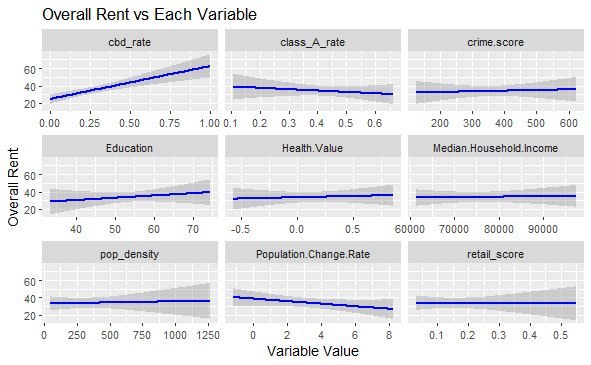 Overall Rent vs Each Variable
cbd_rate class_A_rate crime.score
60
40
20
0.00 0.25 0.50 0.75 1.00 0.1 0.2 0.3 0.4 0.5 0.6 200 300 400 500 600
Education Health.Value Median.Household.Income
60
40
20
40 50 60 70 -0.5 0.0 0.5 60000 70000 80000 90000
pop_density Population.Change.Rate retail_score
60
40
20
0 250 500 750 1000 1250 0 2 4 6 8 0.1 0.2 0.3 0.4 0.5
Overall Rent
Variable Value